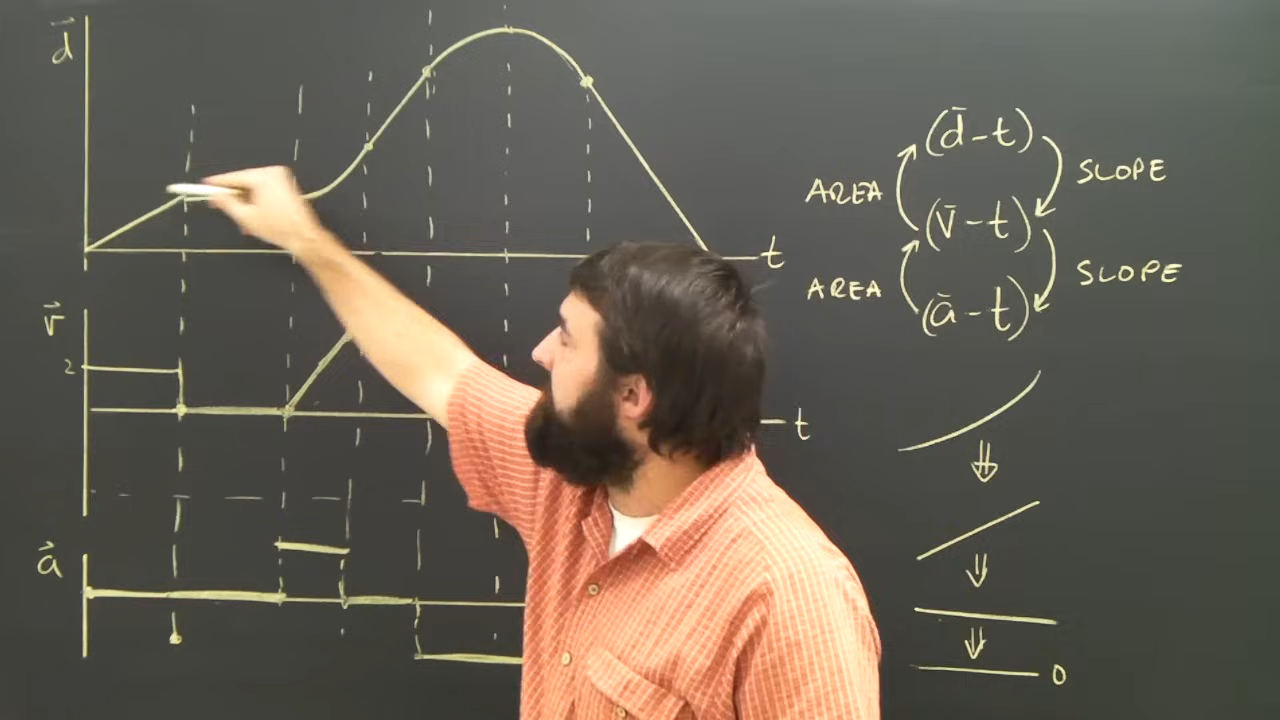 d⃗
t
v⃗
2
t
a⃗
(d̄-t)
AREA
SLOPE
(v̄-t)
AREA
SLOPE
(ā-t)
0